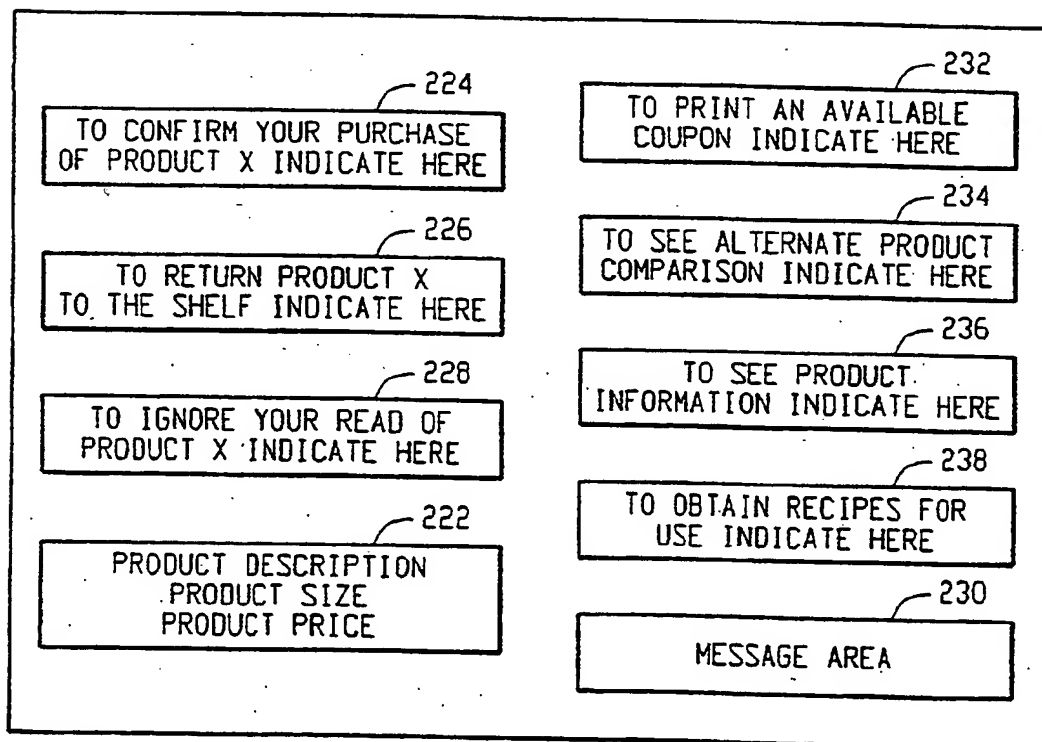 224
TO CONFIRM YOUR PURCHASE
OF PRODUCT X INDICATE HERE
226
TO RETURN PRODUCT X
TO THE SHELF INDICATE HERE
228
TO IGNORE YOUR READ OF
PRODUCT X INDICATE HERE
222
PRODUCT DESCRIPTION
PRODUCT SIZE
PRODUCT PRICE
232
TO PRINT AN AVAILABLE
COUPON INDICATE HERE
234
TO SEE ALTERNATE PRODUCT
COMPARISON INDICATE HERE
236
TO SEE PRODUCT
INFORMATION INDICATE HERE
238
TO OBTAIN RECIPES FOR
USE INDICATE HERE
230
MESSAGE AREA